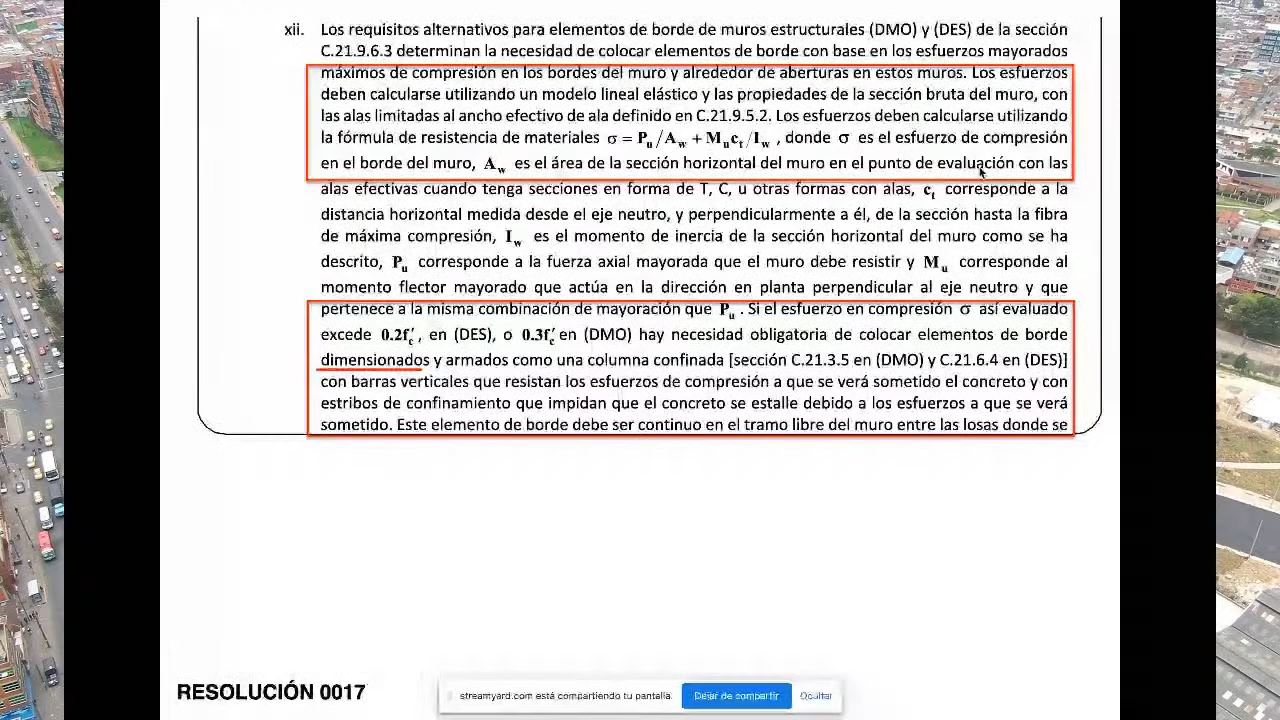 xii. Los requisitos alternativos para elementos de borde de muros estructurales (DMO) y (DES) de la sección
C.21.9.6.3 determinan la necesidad de colocar elementos de borde con base en los esfuerzos mayorados
máximos de compresión en los bordes del muro y alrededor de aberturas en estos muros. Los esfuerzos
deben calcularse utilizando un modelo lineal elástico y las propiedades de la sección bruta del muro, con
las alas limitadas al ancho efectivo de ala definido en C.21.9.5.2. Los esfuerzos deben calcularse utilizando
la fórmula de resistencia de materiales σ = Pu/Aw + Muct/Iw , donde σ es el esfuerzo de compresión
en el borde del muro, Aw es el área de la sección horizontal del muro en el punto de evaluación con las
alas efectivas cuando tenga secciones en forma de T, C, u otras formas con alas, ct corresponde a la
distancia horizontal medida desde el eje neutro, y perpendicularmente a él, de la sección hasta la fibra
de máxima compresión, Iw es el momento de inercia de la sección horizontal del muro como se ha
descrito, Pu corresponde a la fuerza axial mayorada que el muro debe resistir y Mu corresponde al
momento flector mayorado que actúa en la dirección en planta perpendicular al eje neutro y que
pertenece a la misma combinación de mayoración que Pu . Si el esfuerzo en compresión σ así evaluado
excede 0.2f′c , en (DES), o 0.3f′c en (DMO) hay necesidad obligatoria de colocar elementos de borde
dimensionados y armados como una columna confinada [sección C.21.3.5 en (DMO) y C.21.6.4 en (DES)]
con barras verticales que resistan los esfuerzos de compresión a que se verá sometido el concreto y con
estribos de confinamiento que impidan que el concreto se estalle debido a los esfuerzos a que se verá
sometido. Este elemento de borde debe ser continuo en el tramo libre del muro entre las losas donde se
RESOLUCIÓN 0017
streamyard.com está compartiendo tu pantalla.
Dejar de compartir
Ocultar